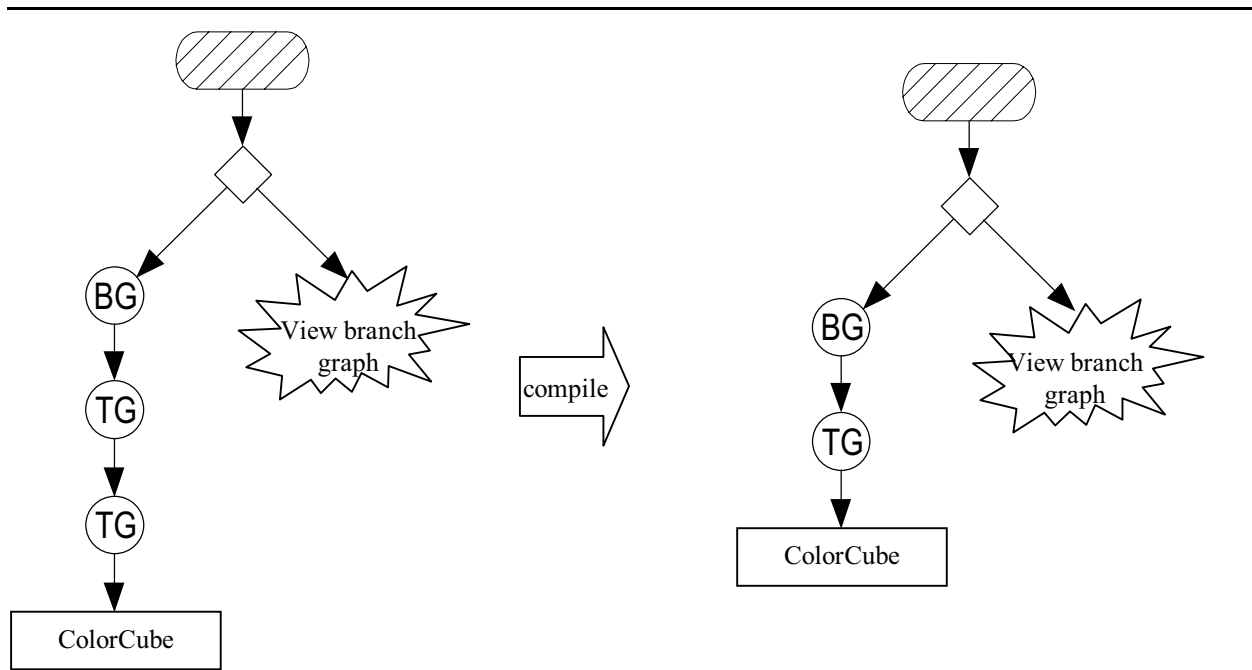 BG
View branch
graph
TG
TG
ColorCube
compile
BG
View branch
graph
TG
ColorCube